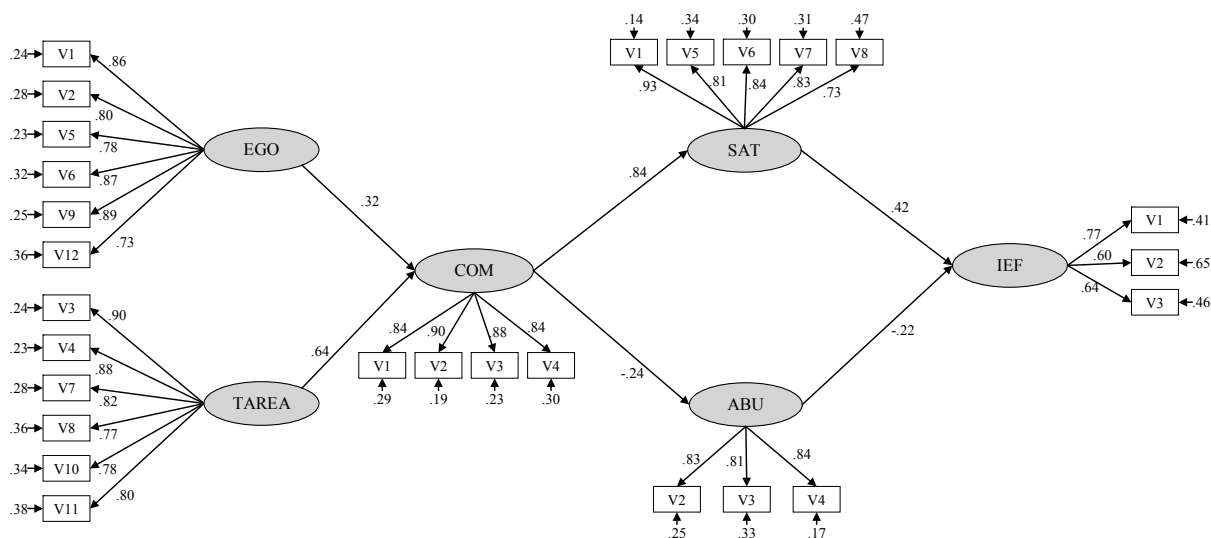 .24 V1 .86
.28 V2 .80
.23 V5 .78
.32 V6 .87
.25 V9 .89
.36 V12 .73
EGO
.32
.24 V3 .90
.23 V4 .88
.28 V7 .82
.36 V8 .77
.34 V10 .78
.38 V11 .80
TAREA
.64
COM
.84 .90 .88 .84
V1 V2 V3 V4
.29 .19 .23 .30
.84
-.24
.14 .34 .30 .31 .47
V1 V5 V6 V7 V8
.93 .81 .84 .83 .73
SAT
.42
ABU
.83 .81 .84
V2 V3 V4
.25 .33 .17
-.22
IEF
.77 V1 .41
.60 V2 .65
.64 V3 .46